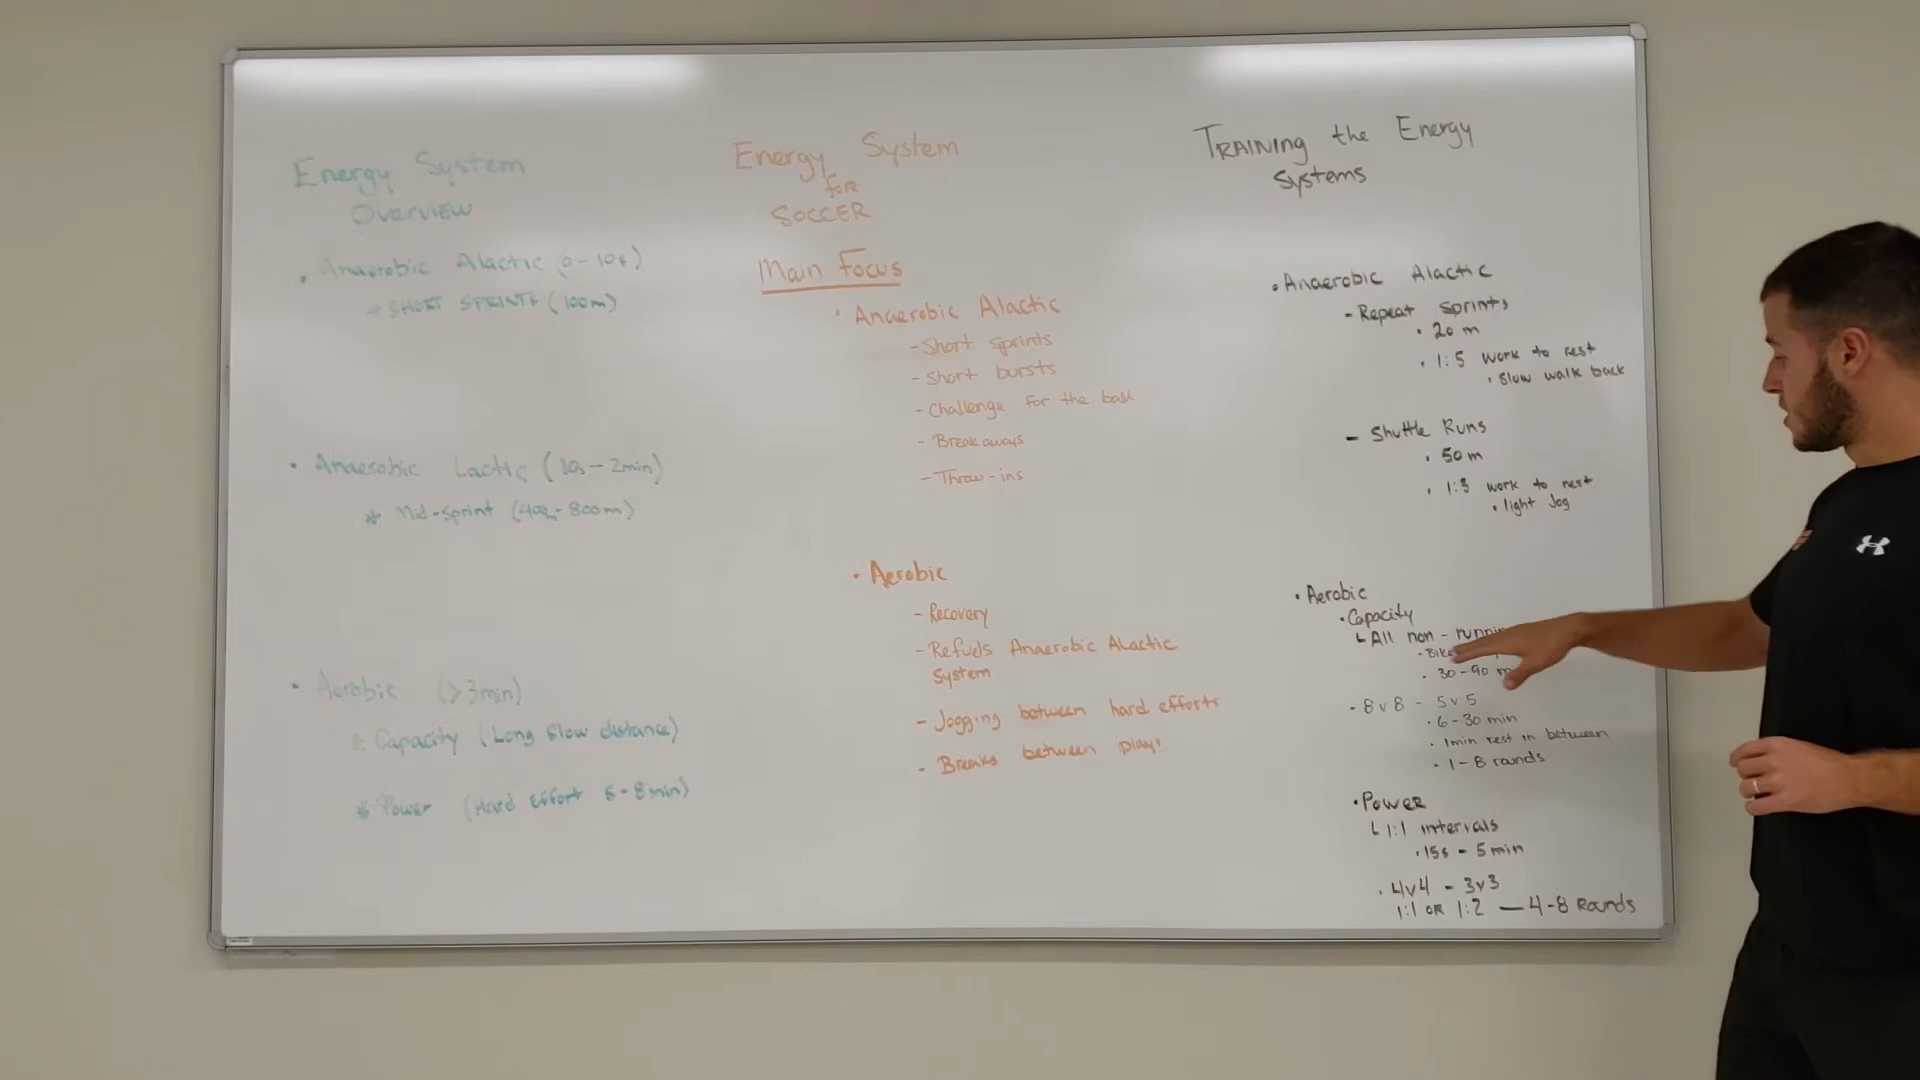 Energy System
Overview
• Anaerobic Alactic (0-10s)
SHORT SPRINTS (100m)
• Anaerobic Lactic (10s - 2min)
Mid-Sprint (400-800m)
• Aerobic (>3min)
Capacity (Long Slow distance)
Power (Hard Effort 6-8min)
Energy System
for
SOCCER
Main Focus
• Anaerobic Alactic
- Short sprints
- Short bursts
- Challenge for the ball
- Breakaways
- Throw-ins
• Aerobic
- Recovery
- Refuels Anaerobic Alactic
System
- Jogging between hard efforts
- Breaks between plays
TRAINING the Energy
Systems
• Anaerobic Alactic
- Repeat Sprints
• 20 m
• 1:5 work to rest
• Slow walk back
- Shuttle Runs
• 50 m
• 1:3 work to rest
• light Jog
• Aerobic
• Capacity
All non-
• 30-90
- 8v8 - 5v5
• 6-30 min
• 1min rest in between
• 1-8 rounds
• Power
1:1 intervals
• 15s - 5min
• 4v4 - 3v3
1:1 OR 1:2 — 4-8 Rounds